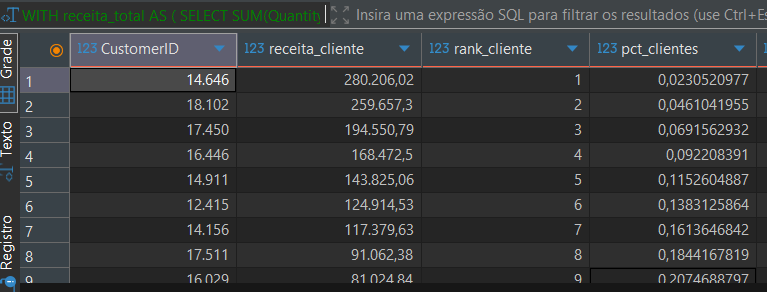 WITH receita_total AS ( SELECT SUM(Quantity Insira uma expressão SQL para filtrar os resultados (use Ctrl+Es
Grade
Texto
Registro
123 CustomerID 123 receita_cliente 123 rank_cliente 123 pct_clientes
1 14.646 280.206,02 1 0,0230520977
2 18.102 259.657,3 2 0,0461041955
3 17.450 194.550,79 3 0,0691562932
4 16.446 168.472,5 4 0,092208391
5 14.911 143.825,06 5 0,1152604887
6 12.415 124.914,53 6 0,1383125864
7 14.156 117.379,63 7 0,1613646842
8 17.511 91.062,38 8 0,1844167819
9 16.029 81.024,84 9 0,2074688797